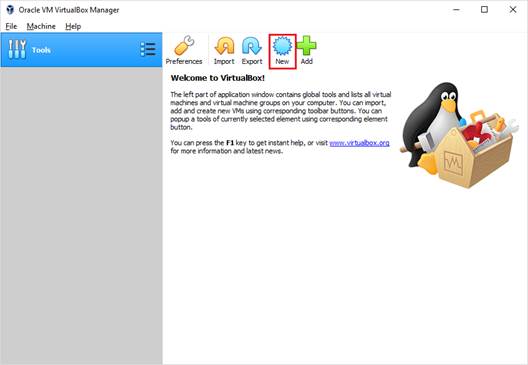 Oracle VM VirtualBox Manager
File Machine Help
Tools
Preferences Import Export New Add
Welcome to VirtualBox!
The left part of application window contains global tools and lists all virtual
machines and virtual machine groups on your computer. You can import,
add and create new VMs using corresponding toolbar buttons. You can
popup a tools of currently selected element using corresponding element
button.
You can press the F1 key to get instant help, or visit www.virtualbox.org
for more information and latest news.
VM